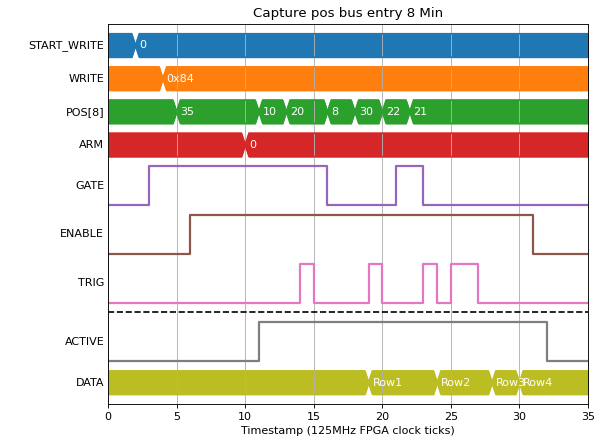 Capture pos bus entry 8 Min
START_WRITE 0
WRITE 0x84
POS[8] 35 10 20 8 30 22 21
ARM 0
GATE
ENABLE
TRIG
ACTIVE
DATA Row1 Row2 Row3 Row4
0 5 10 15 20 25 30 35
Timestamp (125MHz FPGA clock ticks)